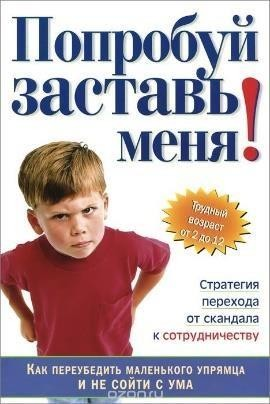 Попробуй
заставь
меня!
Трудный
возраст
от 2 до 12
Стратегия
перехода
от скандала
к сотрудничеству
Как переубедить маленького упрямца
и не сойти с ума
ozon.ru